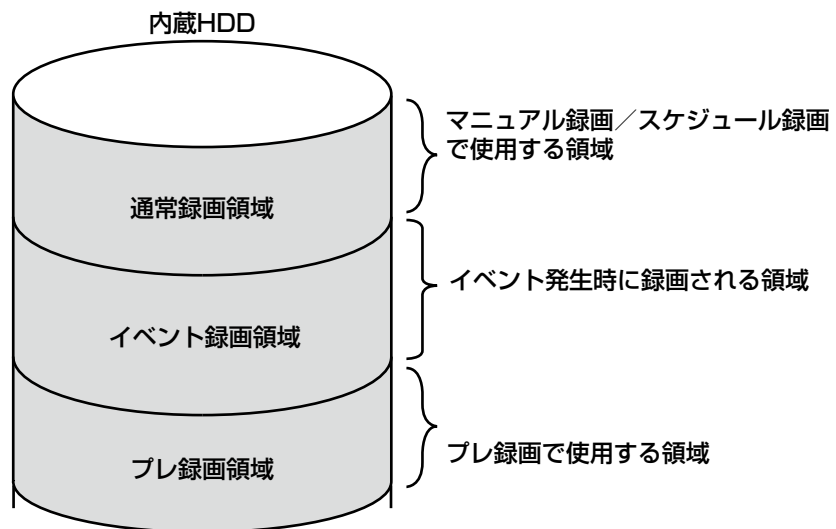 内蔵HDD
マニュアル録画／スケジュール録画
で使用する領域
通常録画領域
イベント発生時に録画される領域
イベント録画領域
プレ録画で使用する領域
プレ録画領域